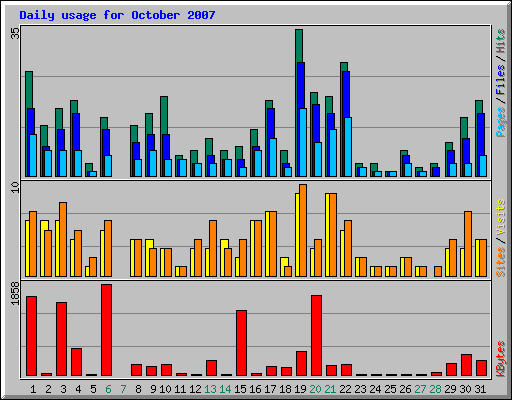 Daily usage for October 2007
35
Pages/Files/Hits
10
Sites/Visits
1858
KBytes
1 2 3 4 5 6 7 8 9 10 11 12 13 14 15 16 17 18 19 20 21 22 23 24 25 26 27 28 29 30 31